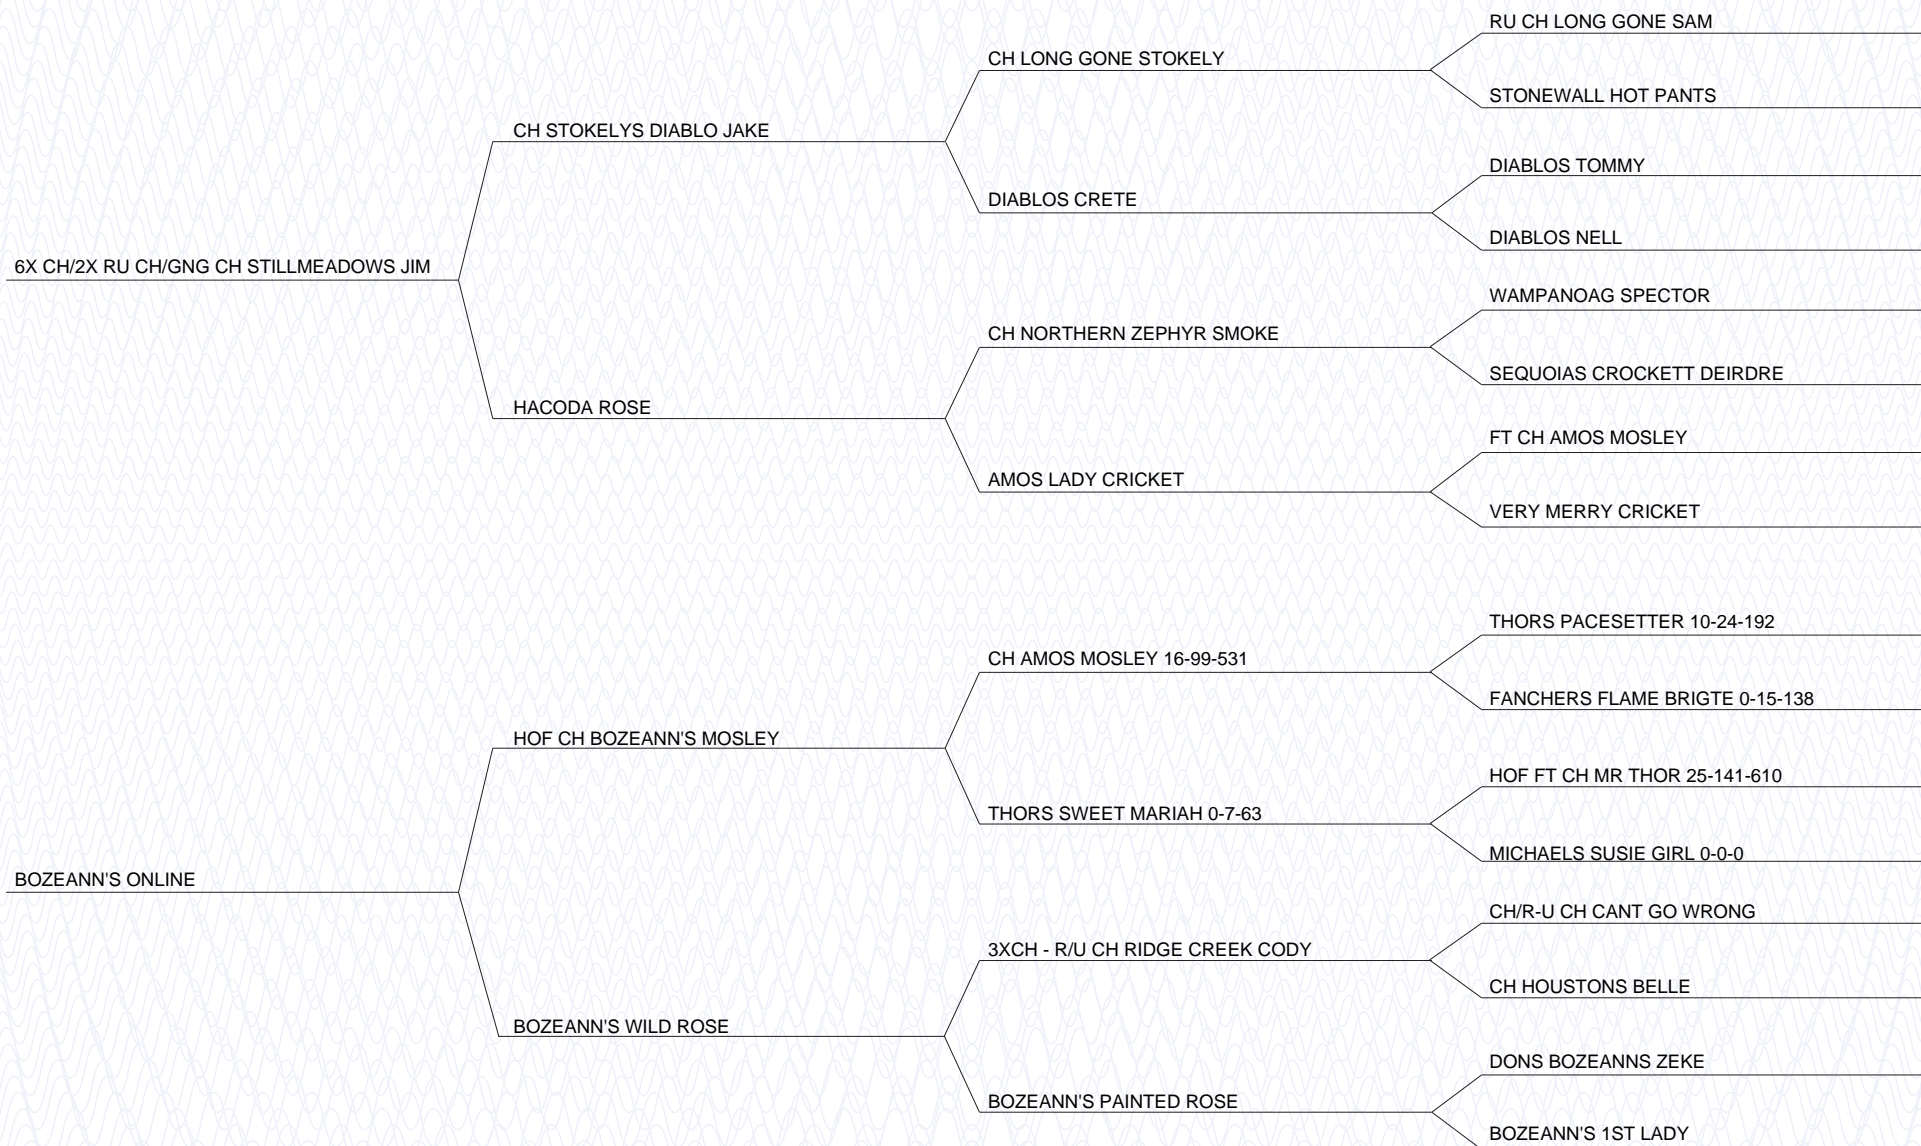 RU CH LONG GONE SAM
CH LONG GONE STOKELY
STONEWALL HOT PANTS
CH STOKELYS DIABLO JAKE
DIABLOS TOMMY
DIABLOS CRETE
DIABLOS NELL
6X CH/2X RU CH/GNG CH STILLMEADOWS JIM
WAMPANOAG SPECTOR
CH NORTHERN ZEPHYR SMOKE
SEQUOIAS CROCKETT DEIRDRE
HACODA ROSE
FT CH AMOS MOSLEY
AMOS LADY CRICKET
VERY MERRY CRICKET
THORS PACESETTER 10-24-192
CH AMOS MOSLEY 16-99-531
FANCHERS FLAME BRIGTE 0-15-138
HOF CH BOZEANN'S MOSLEY
HOF FT CH MR THOR 25-141-610
THORS SWEET MARIAH 0-7-63
MICHAELS SUSIE GIRL 0-0-0
BOZEANN'S ONLINE
CH/R-U CH CANT GO WRONG
3XCH - R/U CH RIDGE CREEK CODY
CH HOUSTONS BELLE
BOZEANN'S WILD ROSE
DONS BOZEANNS ZEKE
BOZEANN'S PAINTED ROSE
BOZEANN'S 1ST LADY